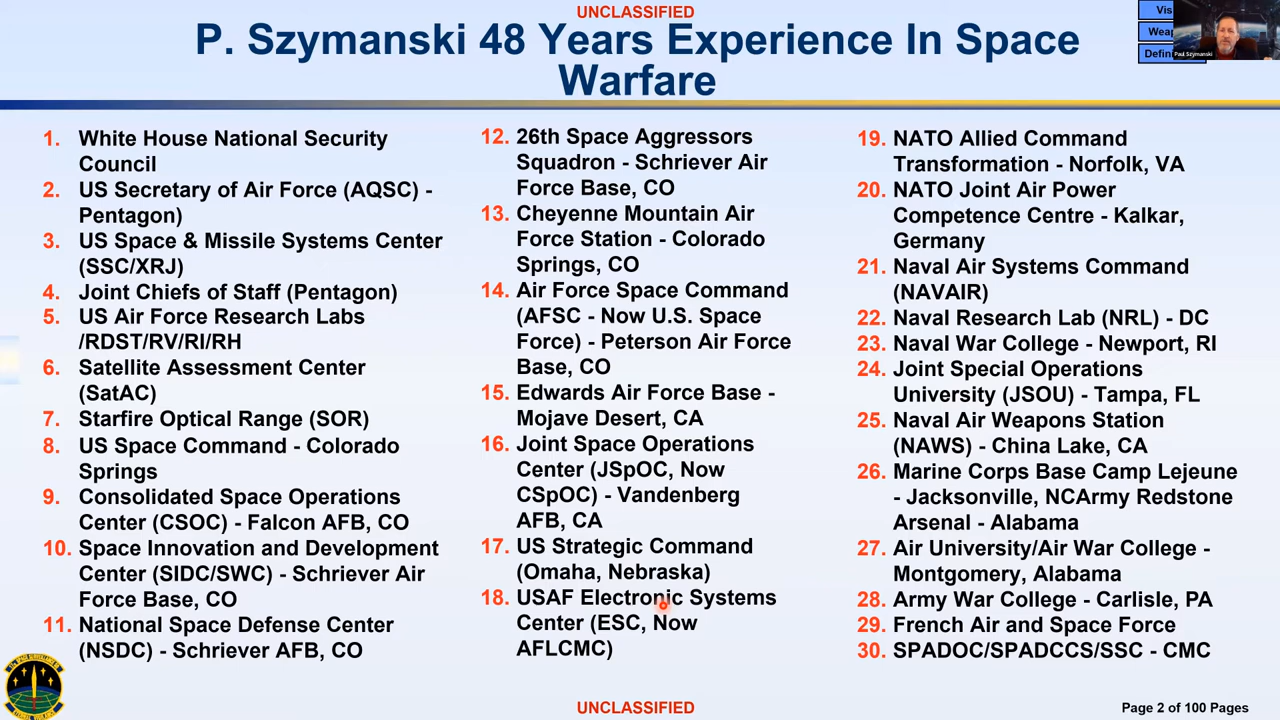 UNCLASSIFIED
P. Szymanski 48 Years Experience In Space
Warfare
Vis
Weap
Defini
Paul Szymanski
1. White House National Security
Council
2. US Secretary of Air Force (AQSC) -
Pentagon)
3. US Space & Missile Systems Center
(SSC/XRJ)
4. Joint Chiefs of Staff (Pentagon)
5. US Air Force Research Labs
/RDST/RV/RI/RH
6. Satellite Assessment Center
(SatAC)
7. Starfire Optical Range (SOR)
8. US Space Command - Colorado
Springs
9. Consolidated Space Operations
Center (CSOC) - Falcon AFB, CO
10. Space Innovation and Development
Center (SIDC/SWC) - Schriever Air
Force Base, CO
11. National Space Defense Center
(NSDC) - Schriever AFB, CO
12. 26th Space Aggressors
Squadron - Schriever Air
Force Base, CO
13. Cheyenne Mountain Air
Force Station - Colorado
Springs, CO
14. Air Force Space Command
(AFSC - Now U.S. Space
Force) - Peterson Air Force
Base, CO
15. Edwards Air Force Base -
Mojave Desert, CA
16. Joint Space Operations
Center (JSpOC, Now
CSpOC) - Vandenberg
AFB, CA
17. US Strategic Command
(Omaha, Nebraska)
18. USAF Electronic Systems
Center (ESC, Now
AFLCMC)
19. NATO Allied Command
Transformation - Norfolk, VA
20. NATO Joint Air Power
Competence Centre - Kalkar,
Germany
21. Naval Air Systems Command
(NAVAIR)
22. Naval Research Lab (NRL) - DC
23. Naval War College - Newport, RI
24. Joint Special Operations
University (JSOU) - Tampa, FL
25. Naval Air Weapons Station
(NAWS) - China Lake, CA
26. Marine Corps Base Camp Lejeune
- Jacksonville, NCArmy Redstone
Arsenal - Alabama
27. Air University/Air War College -
Montgomery, Alabama
28. Army War College - Carlisle, PA
29. French Air and Space Force
30. SPADOC/SPADCCS/SSC - CMC
UNCLASSIFIED
Page 2 of 100 Pages